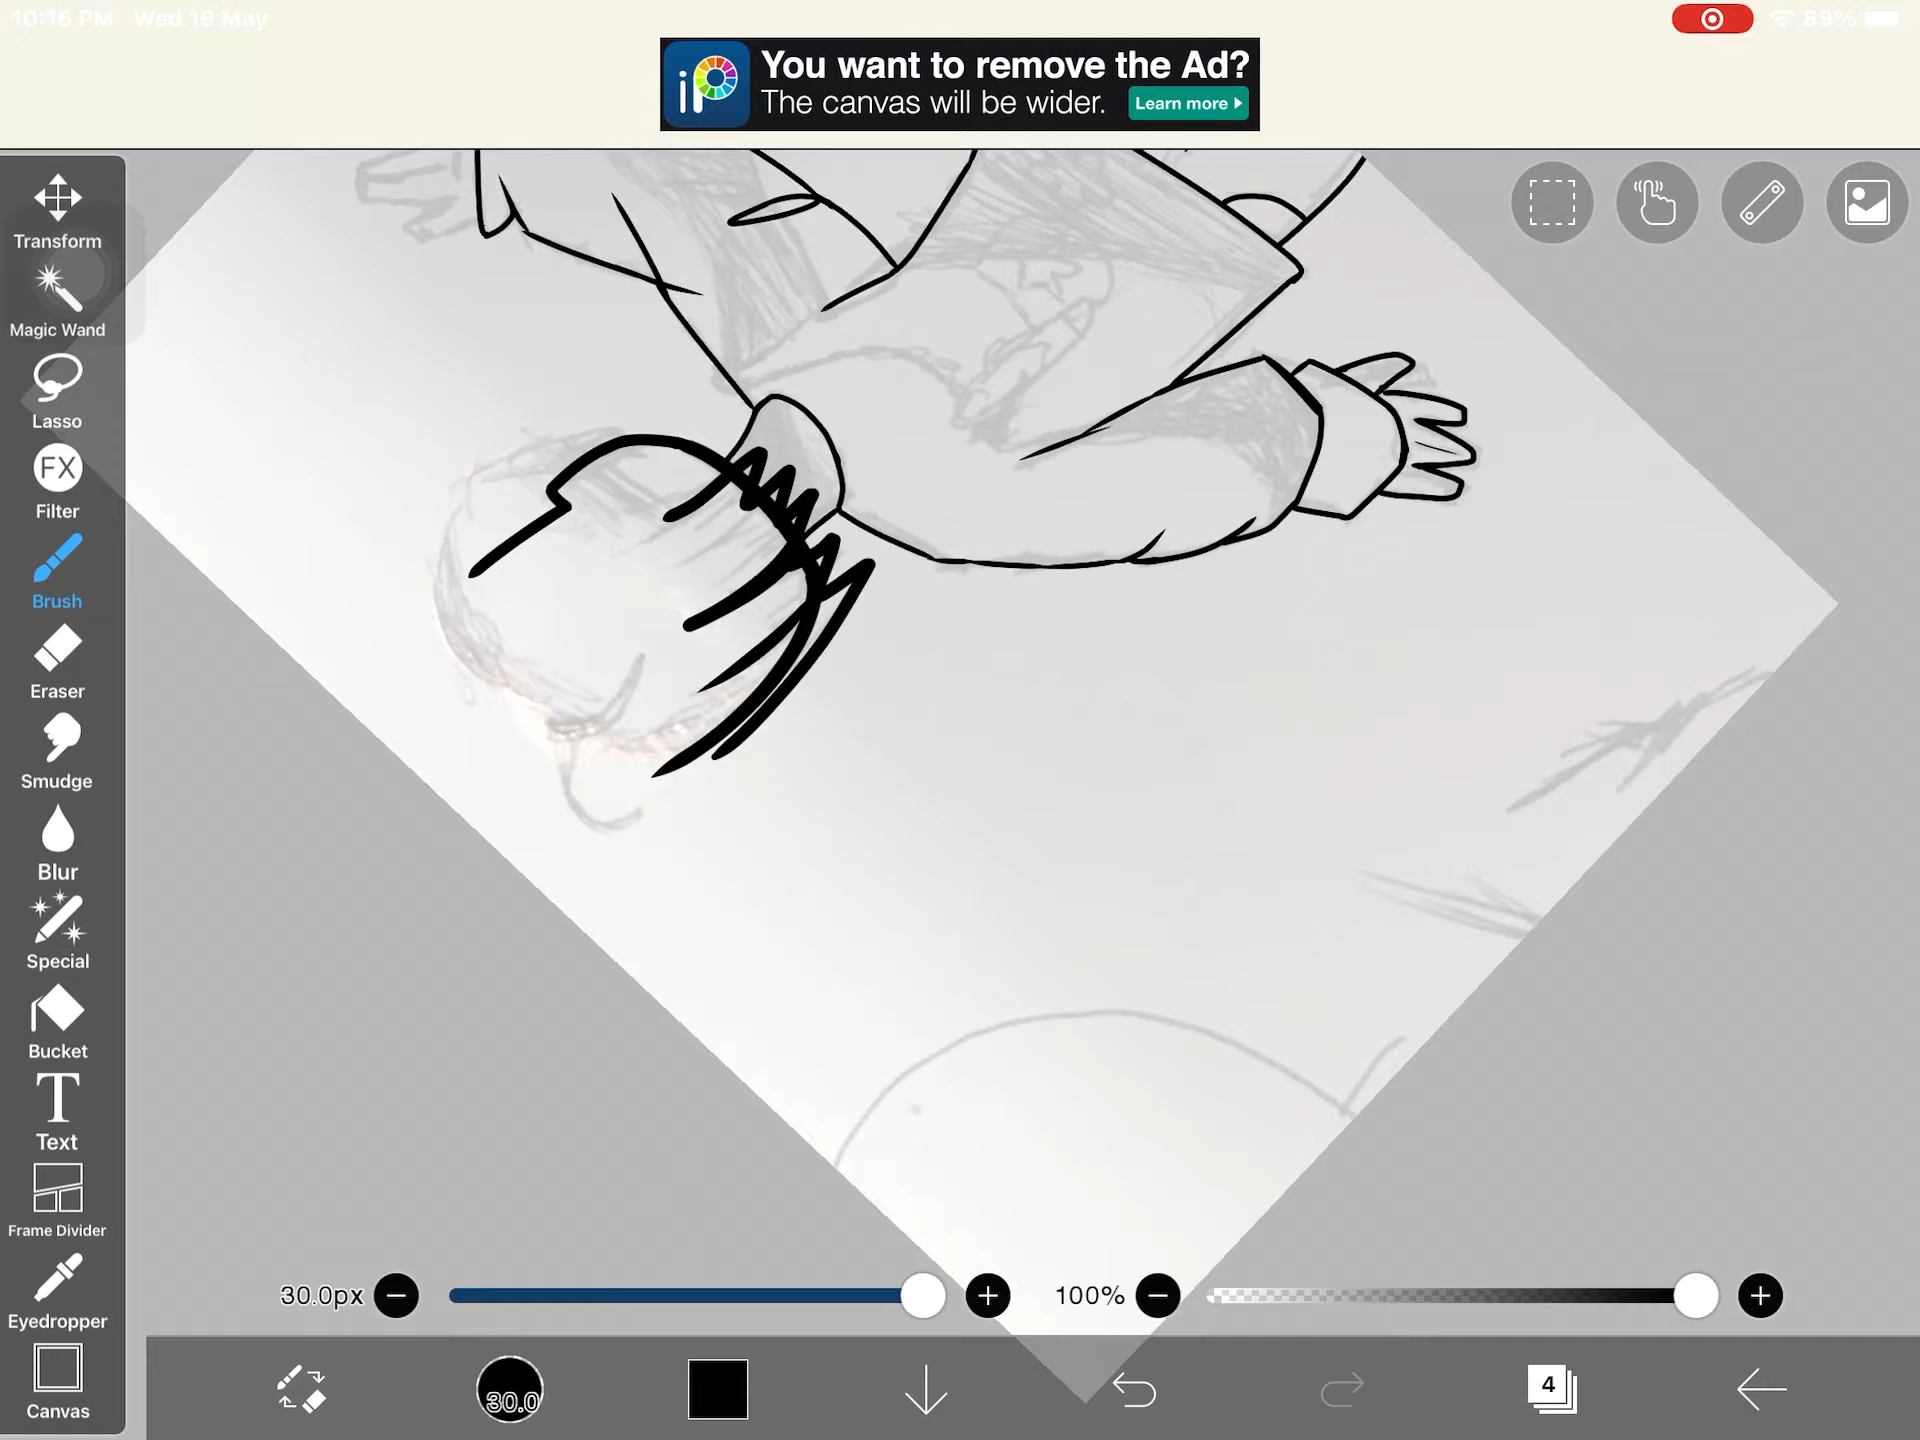 10:16 PM Wed 19 May
89%
iP
You want to remove the Ad?
The canvas will be wider.
Learn more
Transform
Magic Wand
Lasso
FX
Filter
Brush
Eraser
Smudge
Blur
Special
Bucket
T
Text
Frame Divider
Eyedropper
Canvas
30.0px
100%
30.0
4